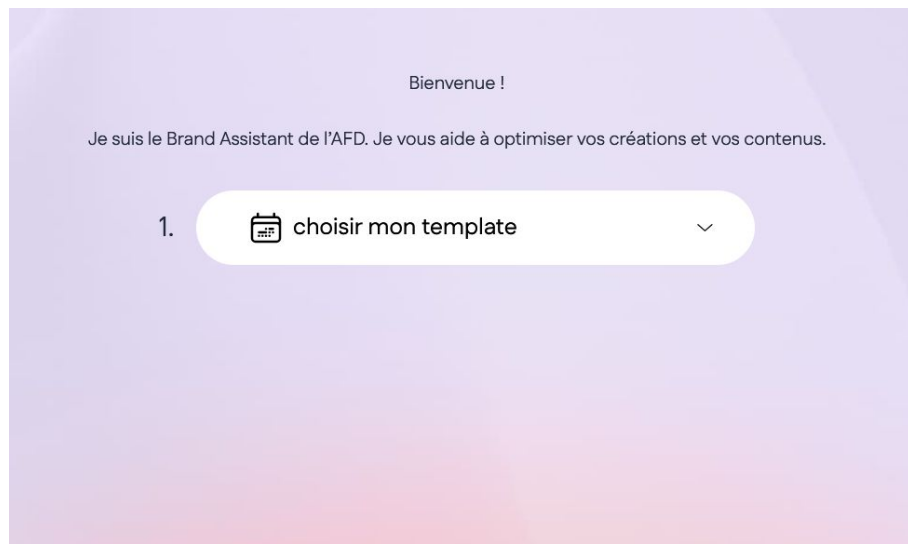 Bienvenue !
Je suis le Brand Assistant de l’AFD. Je vous aide à optimiser vos créations et vos contenus.
1. choisir mon template